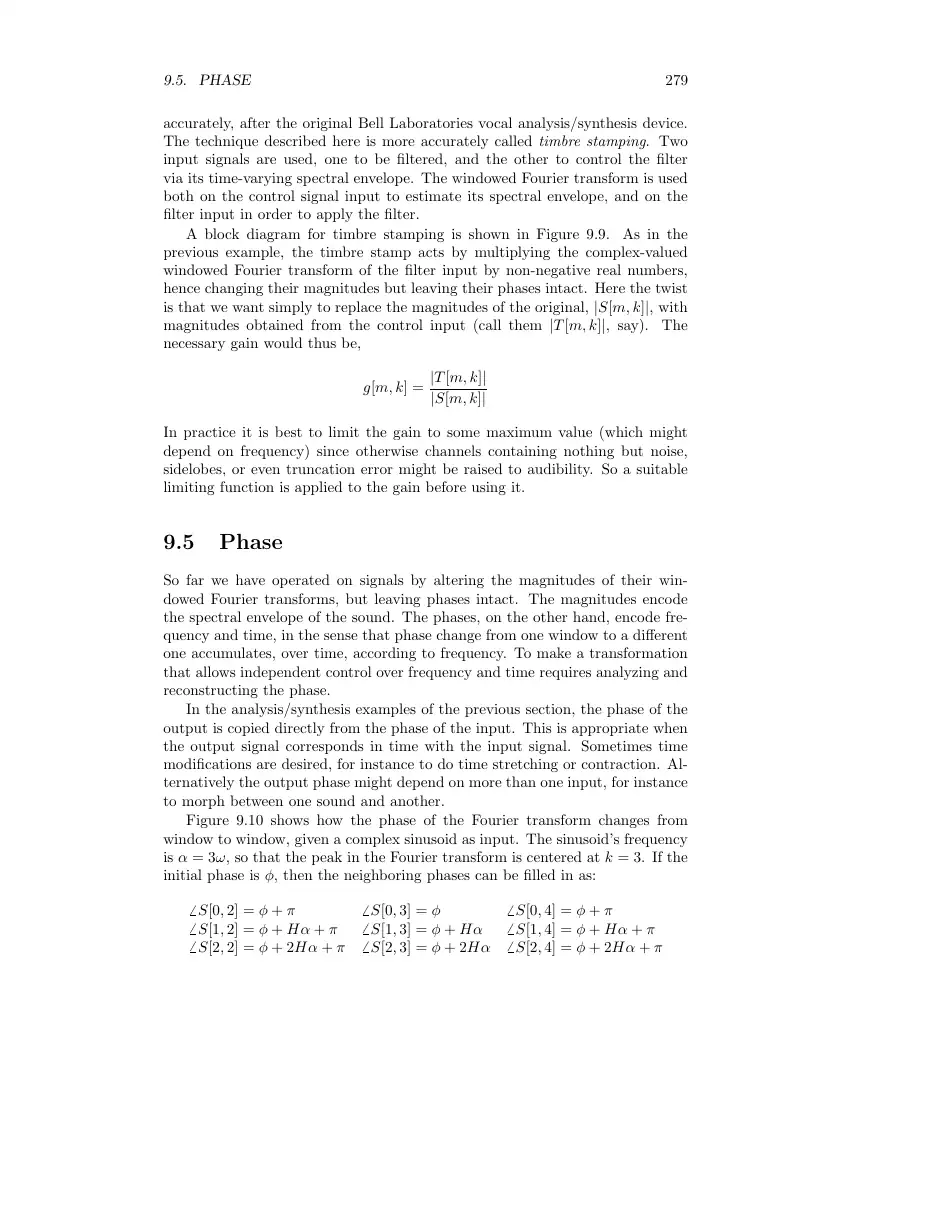 9.5. PHASE 279
accurately, after the original Bell Laboratories vocal analysis/synthesis device.
The technique described here is more accurately called timbre stamping. Two
input signals are used, one to be filtered, and the other to control the filter
via its time-varying spectral envelope. The windowed Fourier transform is used
both on the control signal input to estimate its spectral envelope, and on the
filter input in order to apply the filter.
A block diagram for timbre stamping is shown in Figure 9.9. As in the
previous example, the timbre stamp acts by multiplying the complex-valued
windowed Fourier transform of the filter input by non-negative real numbers,
hence changing their magnitudes but leaving their phases intact. Here the twist
is that we want simply to replace the magnitudes of the original, |S[m, k]|, with
magnitudes obtained from the control input (call them |T[m, k]|, say). The
necessary gain would thus be,
g[m, k] = |T[m, k]| / |S[m, k]|
In practice it is best to limit the gain to some maximum value (which might
depend on frequency) since otherwise channels containing nothing but noise,
sidelobes, or even truncation error might be raised to audibility. So a suitable
limiting function is applied to the gain before using it.
9.5 Phase
So far we have operated on signals by altering the magnitudes of their win-
dowed Fourier transforms, but leaving phases intact. The magnitudes encode
the spectral envelope of the sound. The phases, on the other hand, encode fre-
quency and time, in the sense that phase change from one window to a different
one accumulates, over time, according to frequency. To make a transformation
that allows independent control over frequency and time requires analyzing and
reconstructing the phase.
In the analysis/synthesis examples of the previous section, the phase of the
output is copied directly from the phase of the input. This is appropriate when
the output signal corresponds in time with the input signal. Sometimes time
modifications are desired, for instance to do time stretching or contraction. Al-
ternatively the output phase might depend on more than one input, for instance
to morph between one sound and another.
Figure 9.10 shows how the phase of the Fourier transform changes from
window to window, given a complex sinusoid as input. The sinusoid's frequency
is α = 3ω, so that the peak in the Fourier transform is centered at k = 3. If the
initial phase is φ, then the neighboring phases can be filled in as:
∠S[0, 2] = φ + π ∠S[0, 3] = φ ∠S[0, 4] = φ + π
∠S[1, 2] = φ + Hα + π ∠S[1, 3] = φ + Hα ∠S[1, 4] = φ + Hα + π
∠S[2, 2] = φ + 2Hα + π ∠S[2, 3] = φ + 2Hα ∠S[2, 4] = φ + 2Hα + π